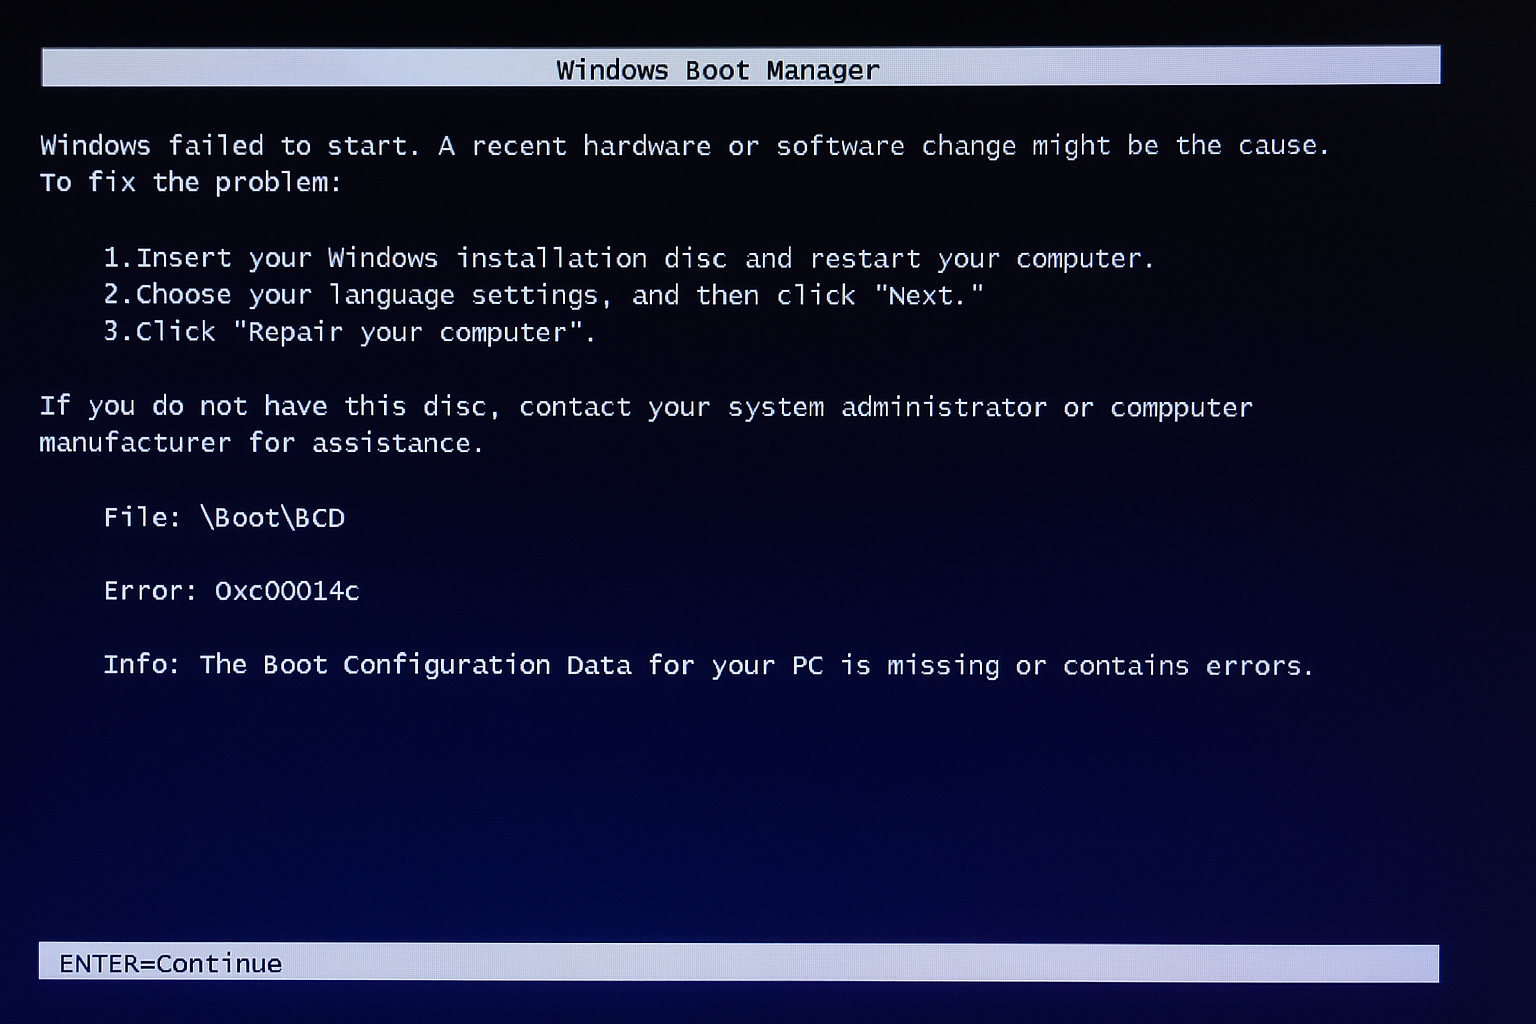 Windows Boot Manager
Windows failed to start. A recent hardware or software change might be the cause.
To fix the problem:
1.Insert your Windows installation disc and restart your computer.
2.Choose your language settings, and then click "Next."
3.Click "Repair your computer".
If you do not have this disc, contact your system administrator or compputer
manufacturer for assistance.
File: \Boot\BCD
Error: 0xc00014c
Info: The Boot Configuration Data for your PC is missing or contains errors.
ENTER=Continue